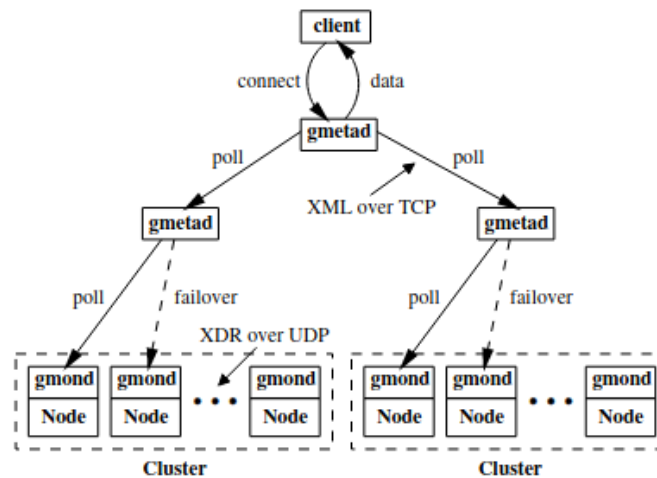 client
connect
data
gmetad
poll
poll
XML over TCP
gmetad
gmetad
poll
failover
poll
failover
XDR over UDP
gmond
gmond
gmond
gmond
gmond
gmond
Node
Node
Node
Node
Node
Node
Cluster
Cluster